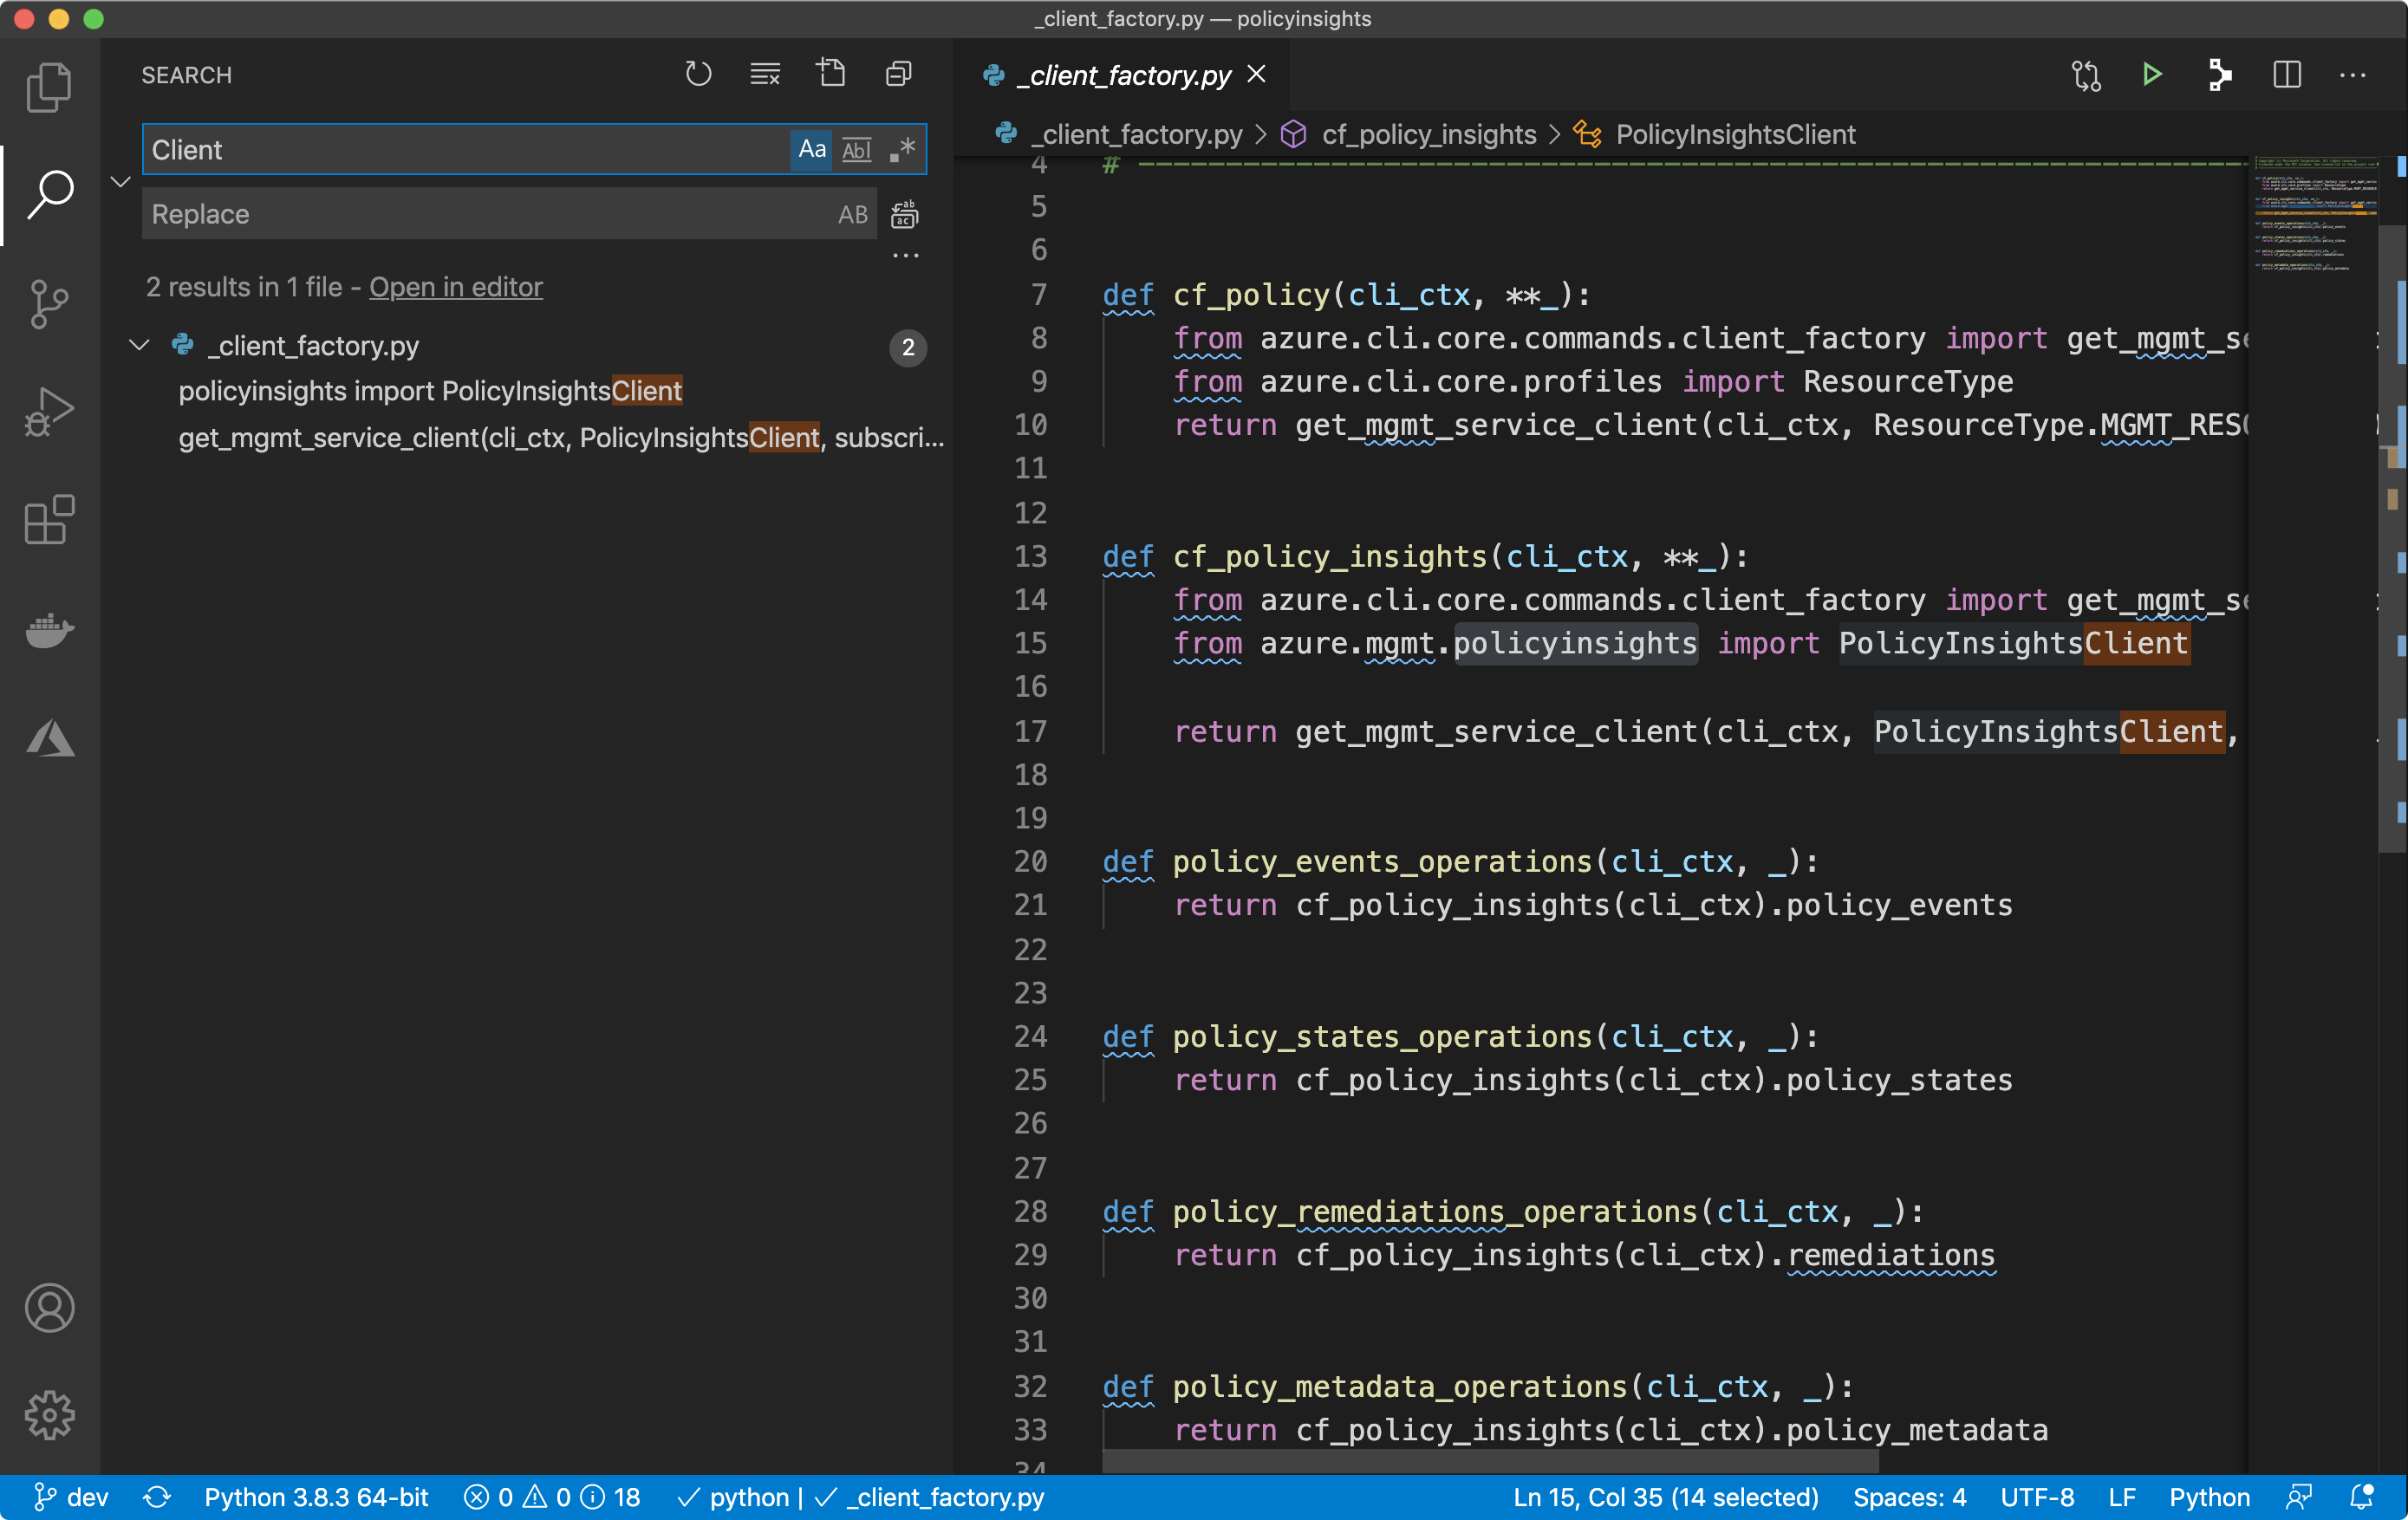 _client_factory.py — policyinsights
SEARCH
Client
Aa
Abl
.*
Replace
AB
2 results in 1 file - Open in editor
_client_factory.py
2
policyinsights import PolicyInsightsClient
get_mgmt_service_client(cli_ctx, PolicyInsightsClient, subscri...
_client_factory.py
_client_factory.py > cf_policy_insights > PolicyInsightsClient
4 # 
5
6
7 def cf_policy(cli_ctx, **_):
8 from azure.cli.core.commands.client_factory import get_mgmt_se
9 from azure.cli.core.profiles import ResourceType
10 return get_mgmt_service_client(cli_ctx, ResourceType.MGMT_RESO
11
12
13 def cf_policy_insights(cli_ctx, **_):
14 from azure.cli.core.commands.client_factory import get_mgmt_se
15 from azure.mgmt.policyinsights import PolicyInsightsClient
16
17 return get_mgmt_service_client(cli_ctx, PolicyInsightsClient,
18
19
20 def policy_events_operations(cli_ctx, _):
21 return cf_policy_insights(cli_ctx).policy_events
22
23
24 def policy_states_operations(cli_ctx, _):
25 return cf_policy_insights(cli_ctx).policy_states
26
27
28 def policy_remediations_operations(cli_ctx, _):
29 return cf_policy_insights(cli_ctx).remediations
30
31
32 def policy_metadata_operations(cli_ctx, _):
33 return cf_policy_insights(cli_ctx).policy_metadata
34
dev Python 3.8.3 64-bit 0 0 18 ✓ python | ✓ _client_factory.py Ln 15, Col 35 (14 selected) Spaces: 4 UTF-8 LF Python